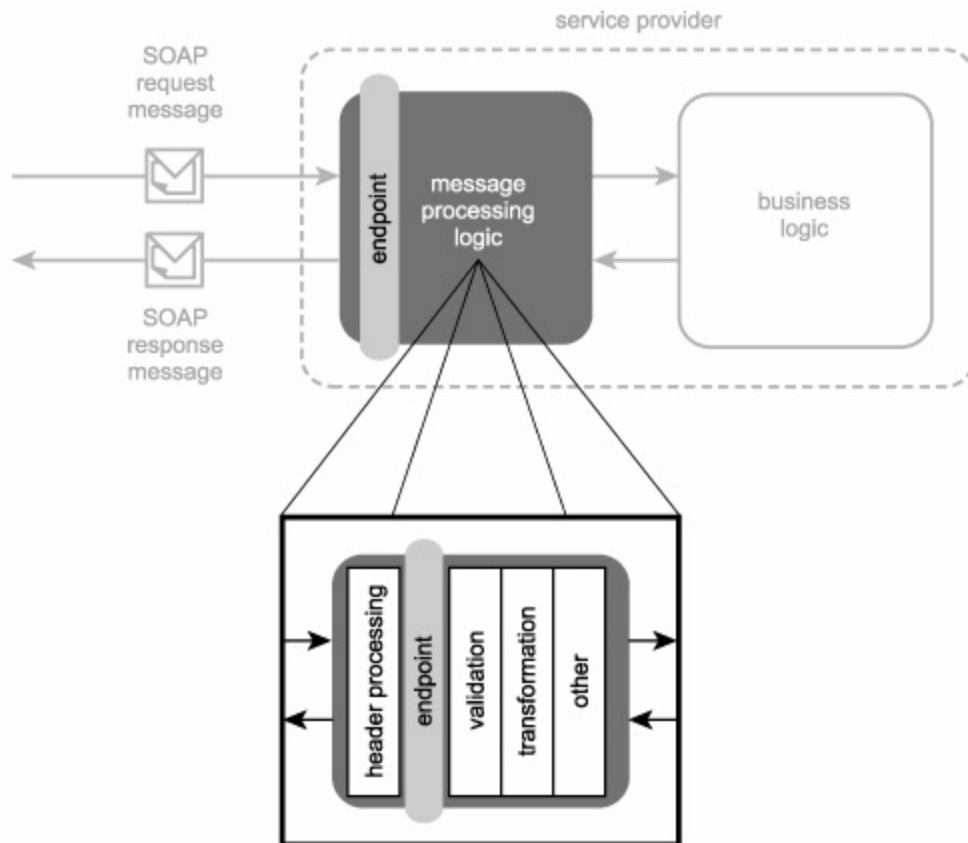 service provider
SOAP
request
message
endpoint
message
processing
logic
business
logic
SOAP
response
message
header processing
endpoint
validation
transformation
other